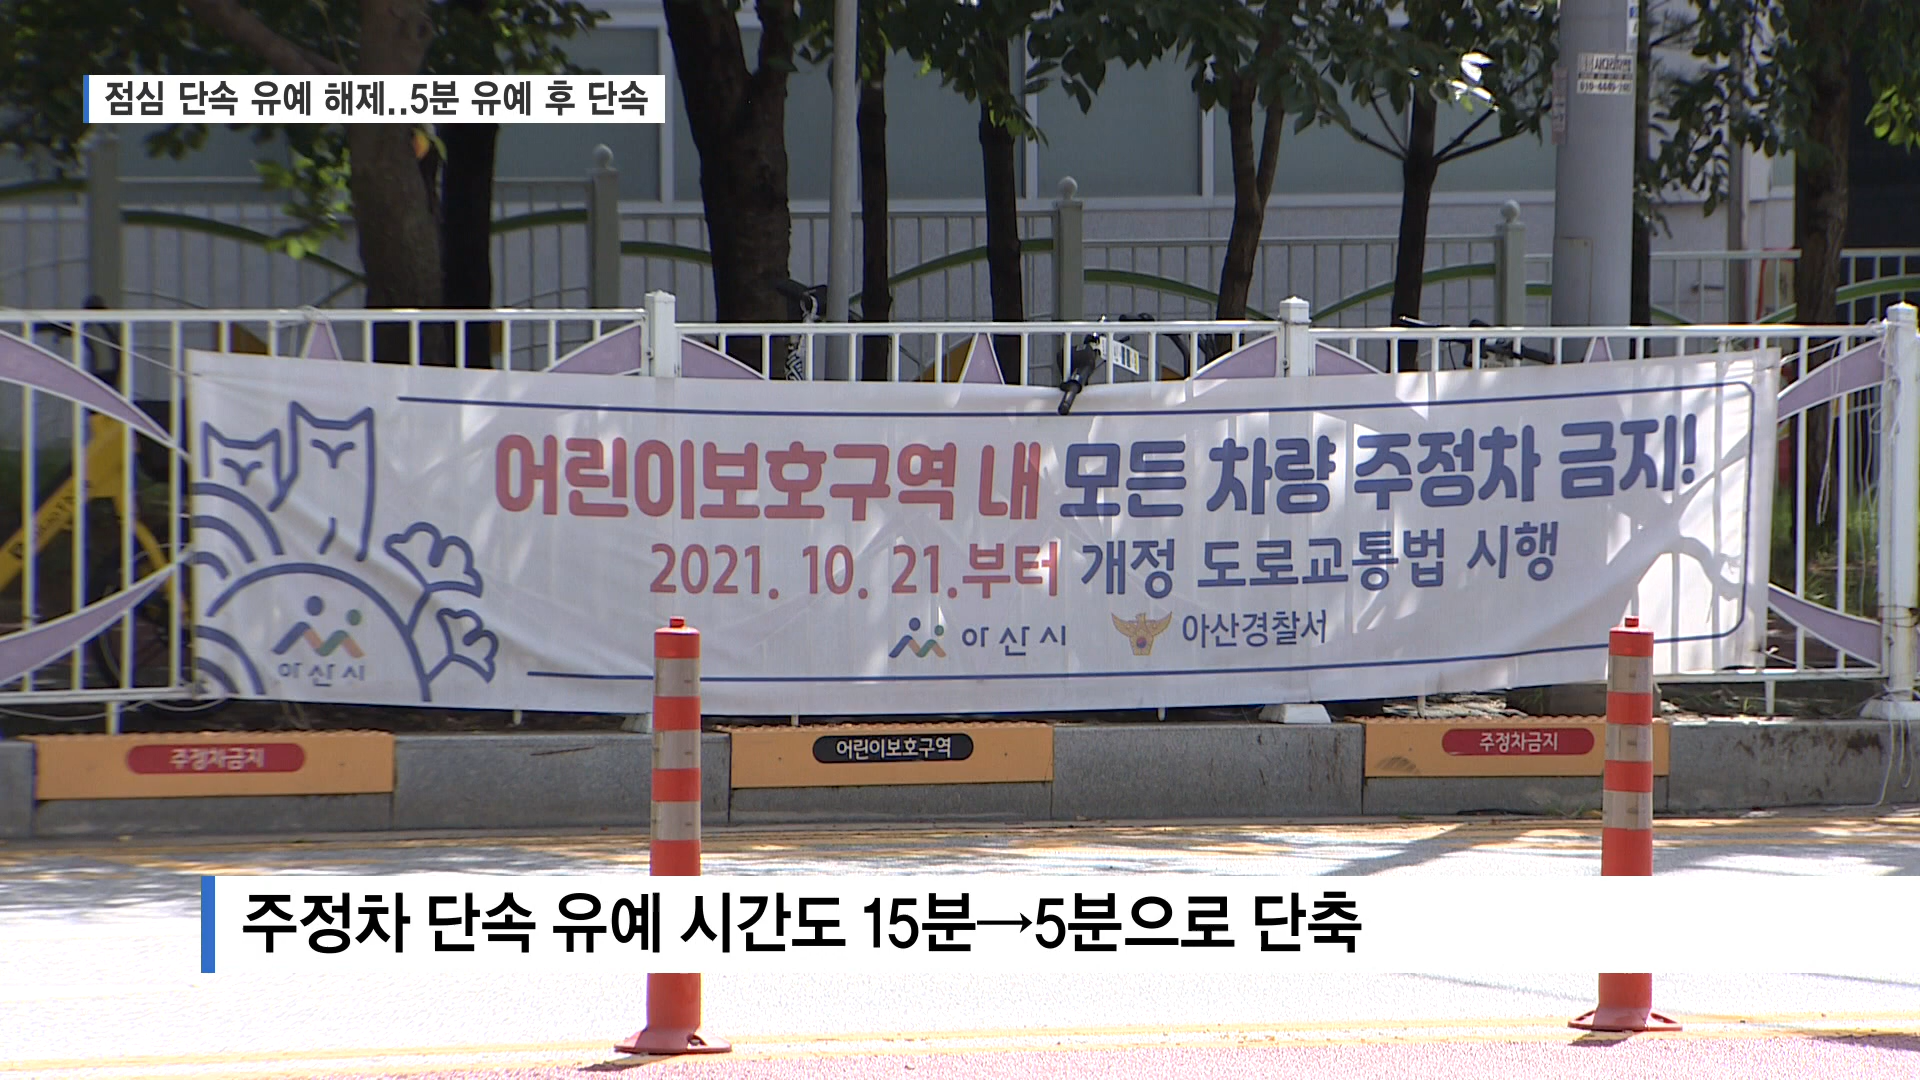 점심 단속 유예 해제..5분 유예 후 단속
어린이보호구역 내 모든 차량 주정차 금지!
2021. 10. 21.부터 개정 도로교통법 시행
아산시 아산경찰서
아산시
주정차금지
어린이보호구역
주정차금지
주정차 단속 유예 시간도 15분→5분으로 단축